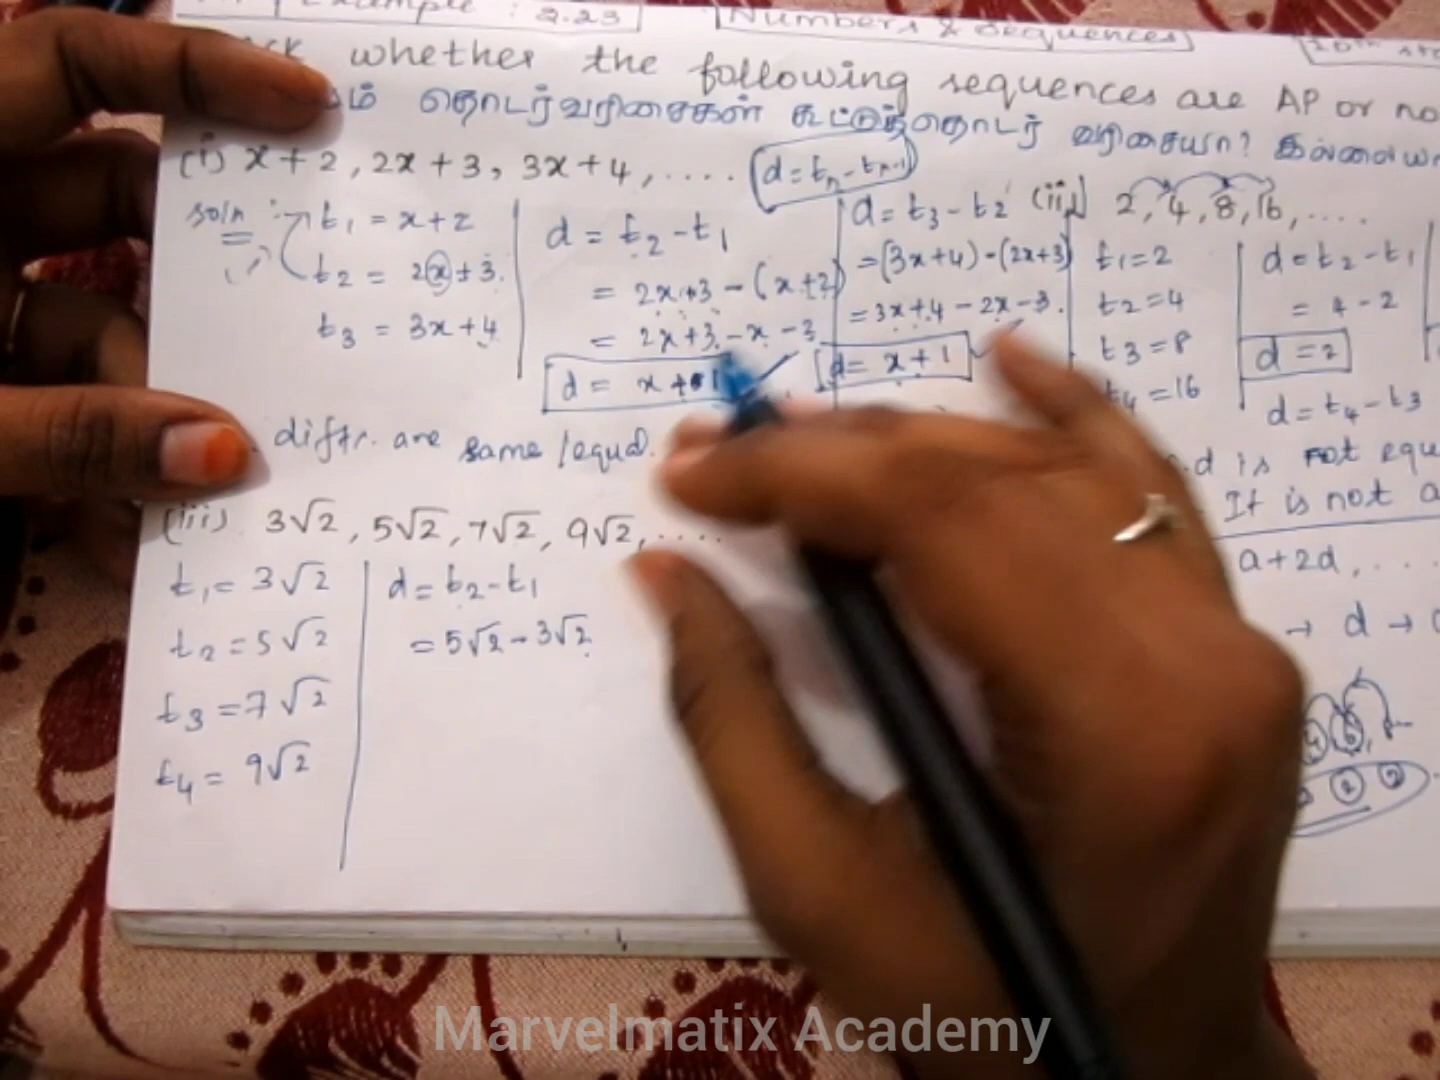 Example : 2.23 Numbers & Sequences
whether the following sequences are AP or no
தொடர்வரிசைகள் கூட்டுத்தொடர் வரிசையா?
(i) x + 2, 2x + 3, 3x + 4, .... d = tn - tn-1
soln : t1 = x + 2
t2 = 2x + 3.
t3 = 3x + 4
d = t2 - t1
= 2x + 3 - (x + 2)
= 2x + 3 - x - 3
d = x + 1
d = t3 - t2
= (3x + 4) - (2x + 3)
= 3x + 4 - 2x - 3.
d = x + 1
diffr. are same /equal.
(ii) 2, 4, 8, 16, ....
t1 = 2
t2 = 4
t3 = 8
t4 = 16
d = t2 - t1
= 4 - 2
d = 2
d = t4 - t3
d is not equ
It is not a
(iii) 3√2, 5√2, 7√2, 9√2, ....
t1 = 3√2
t2 = 5√2
t3 = 7√2
t4 = 9√2
d = t2 - t1
= 5√2 - 3√2
a + 2d, ...
→ d →
Marvelmatix Academy